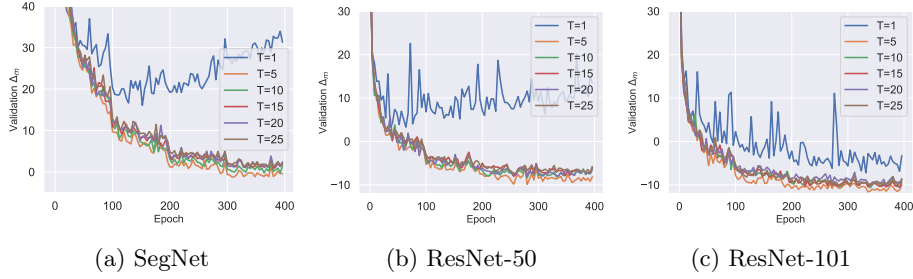 40
30
20
10
0
Validation Δm
0
100
200
300
400
Epoch
T=1
T=5
T=10
T=15
T=20
T=25
(a) SegNet
30
20
10
0
−10
Validation Δm
0
100
200
300
400
Epoch
T=1
T=5
T=10
T=15
T=20
T=25
(b) ResNet-50
30
20
10
0
−10
Validation Δm
0
100
200
300
400
Epoch
T=1
T=5
T=10
T=15
T=20
T=25
(c) ResNet-101